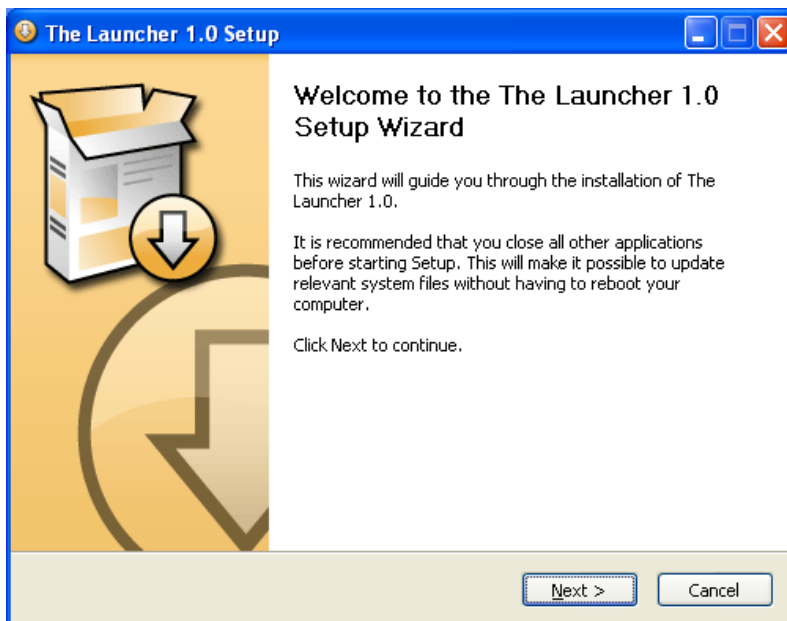 The Launcher 1.0 Setup
Welcome to the The Launcher 1.0
Setup Wizard
This wizard will guide you through the installation of The
Launcher 1.0.
It is recommended that you close all other applications
before starting Setup. This will make it possible to update
relevant system files without having to reboot your
computer.
Click Next to continue.
Next >
Cancel